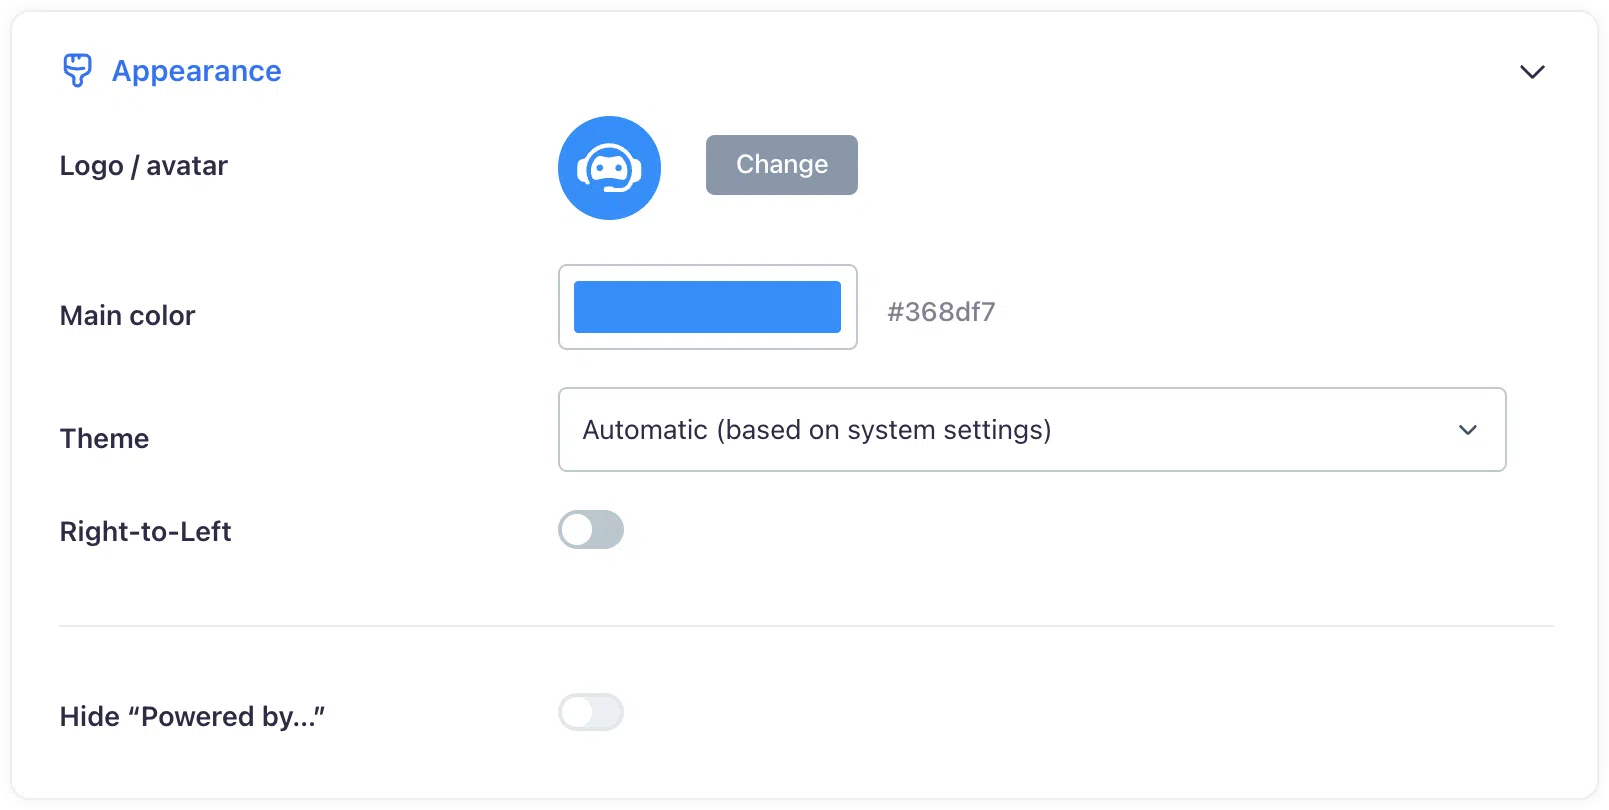 Appearance
Logo / avatar
Change
Main color
#368df7
Theme
Automatic (based on system settings)
Right-to-Left
Hide “Powered by...”